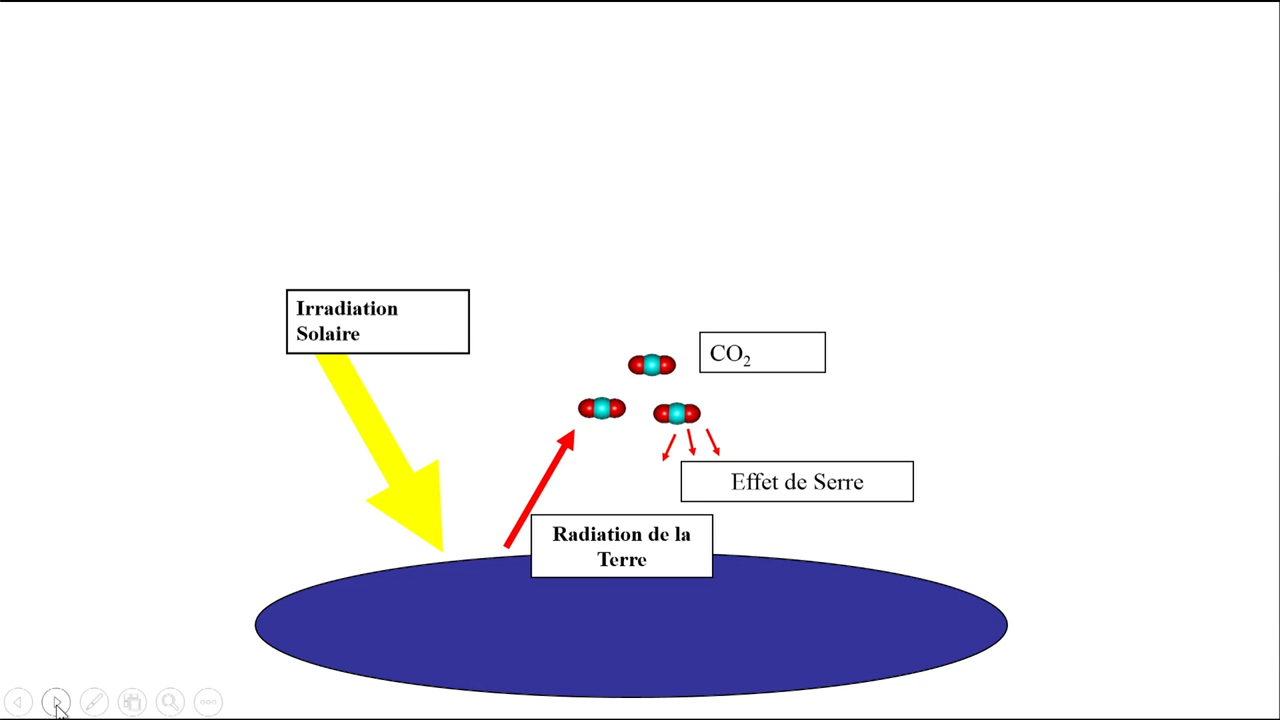 Irradiation
Solaire
CO₂
Effet de Serre
Radiation de la
Terre